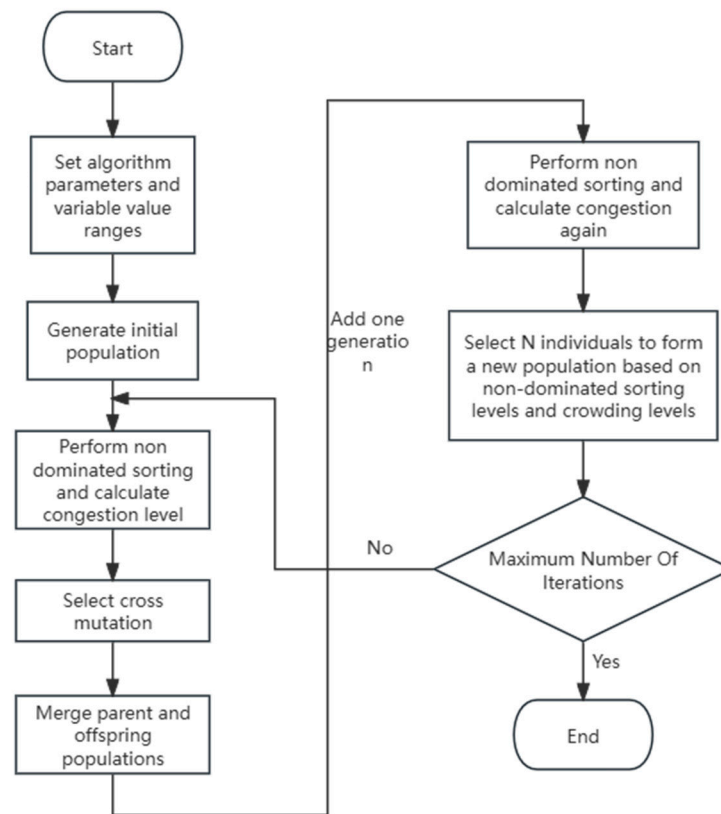 Start
Set algorithm
parameters and
variable value
ranges
Generate initial
population
Perform non
dominated sorting
and calculate
congestion level
Select cross
mutation
Merge parent and
offspring
populations
Add one
generatio
n
Perform non
dominated sorting and
calculate congestion
again
Select N individuals to form
a new population based on
non-dominated sorting
levels and crowding levels
Maximum Number Of
Iterations
No
Yes
End